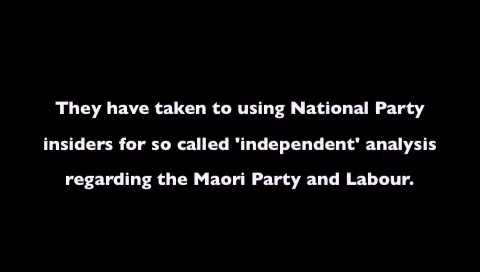 They have taken to using National Party
insiders for so called 'independent' analysis
regarding the Maori Party and Labour.